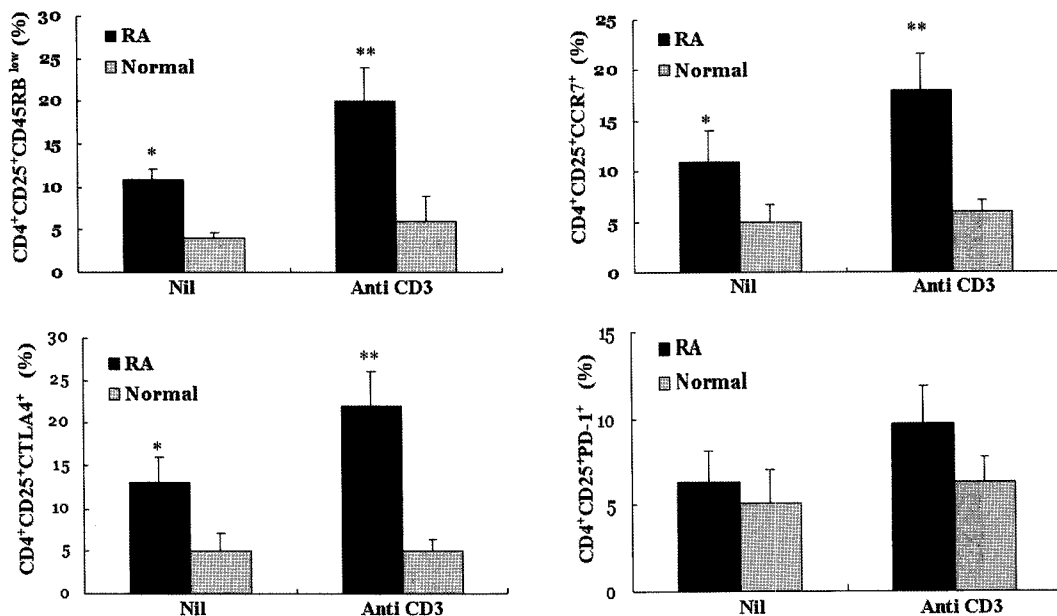 CD4+CD25+CD45RB low (%)
30
25
20
15
10
5
0
RA
Normal
*
**
Nil
Anti CD3
CD4+CD25+CCR7+ (%)
25
20
15
10
5
0
RA
Normal
*
**
Nil
Anti CD3
CD4+CD25+CTLA4+ (%)
30
26
21
15
10
5
0
RA
Normal
*
**
Nil
Anti CD3
CD4+CD25+PD-1+ (%)
15
10
5
0
RA
Normal
Nil
Anti CD3